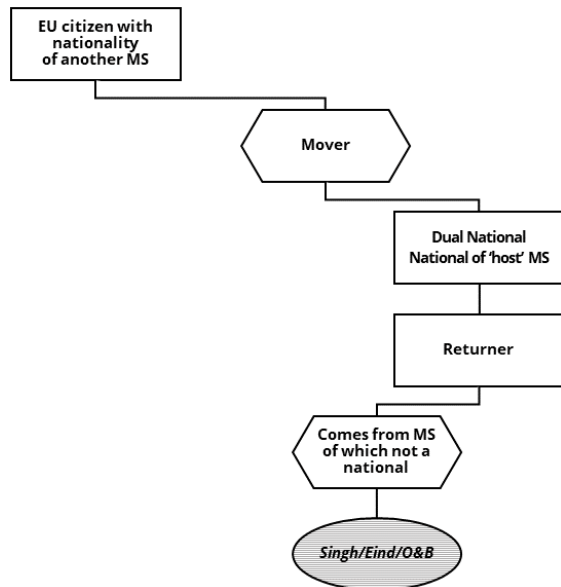 EU citizen with
nationality
of another MS
Mover
Dual National
National of ‘host’ MS
Returner
Comes from MS
of which not a
national
Singh/Eind/O&B